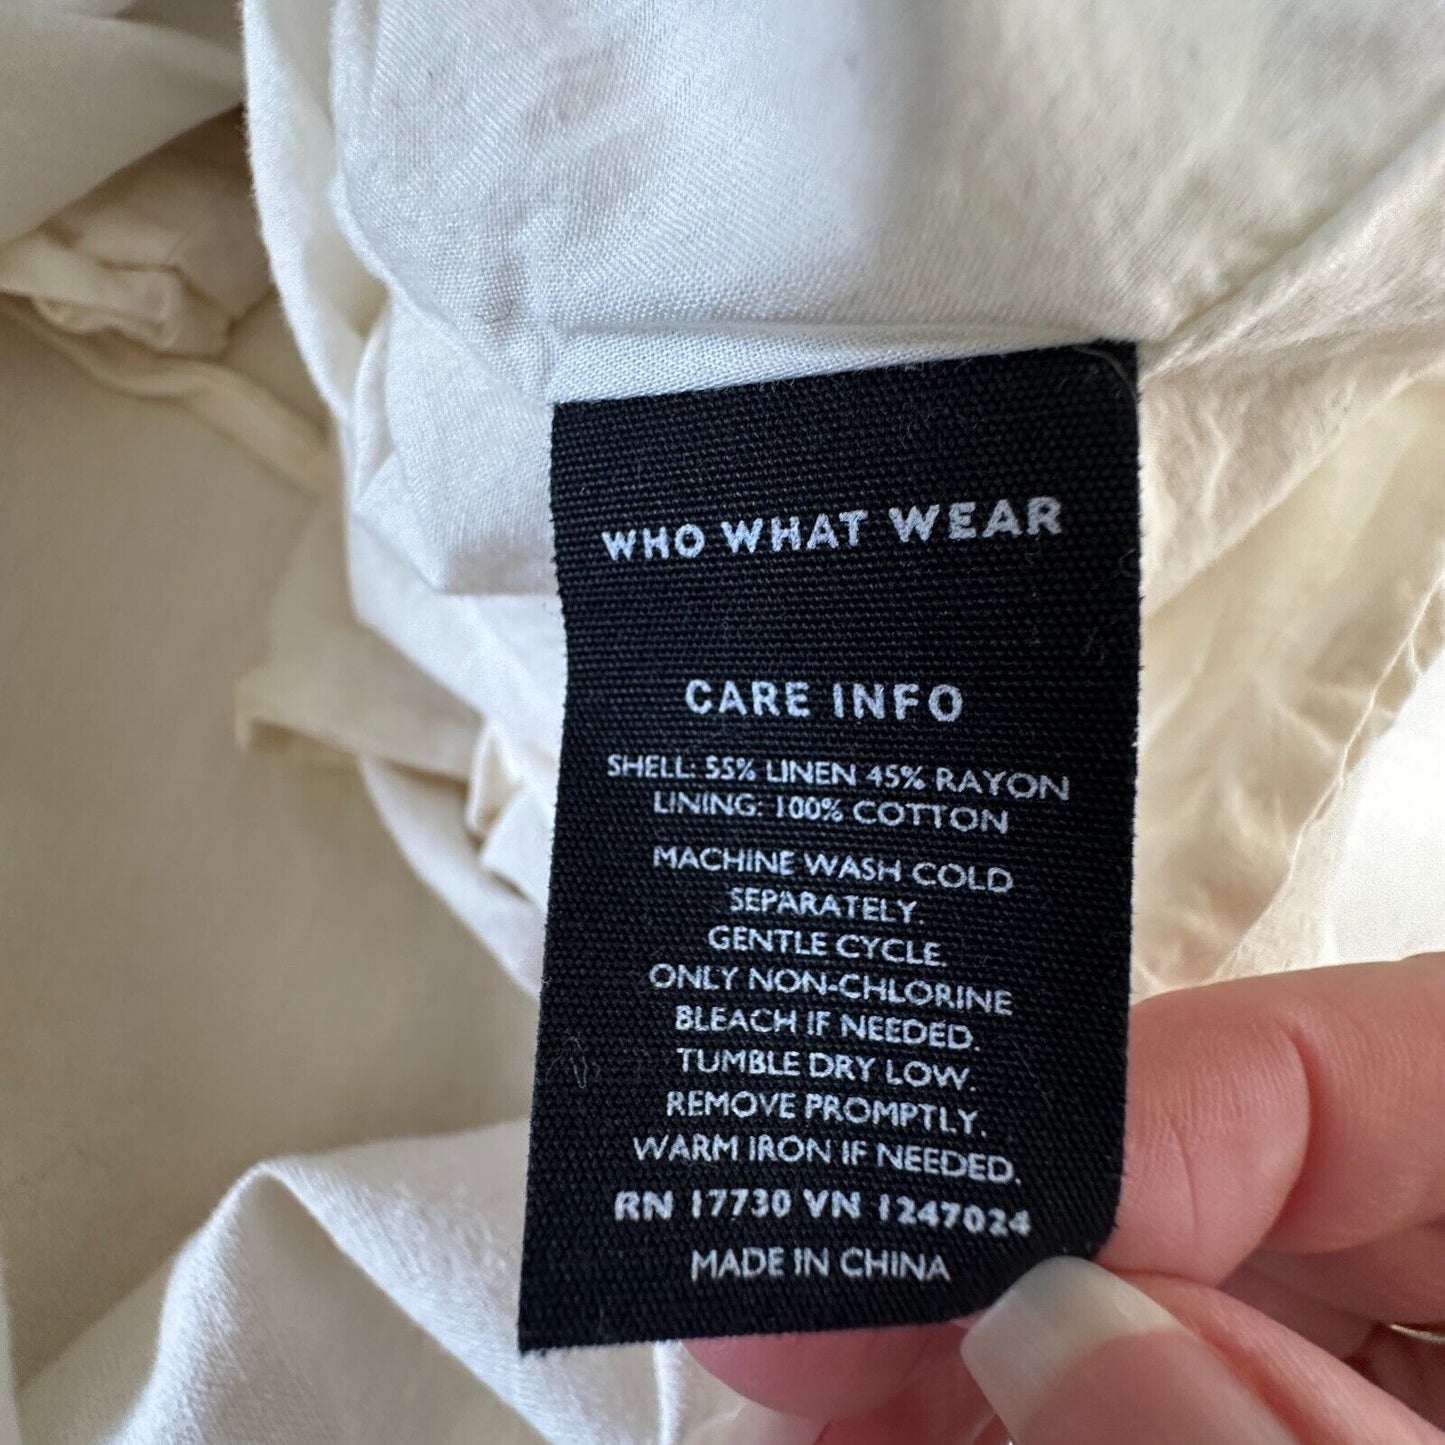 WHO WHAT WEAR
CARE INFO
SHELL: 55% LINEN 45% RAYON
LINING: 100% COTTON
MACHINE WASH COLD
SEPARATELY.
GENTLE CYCLE.
ONLY NON-CHLORINE
BLEACH IF NEEDED.
TUMBLE DRY LOW.
REMOVE PROMPTLY.
WARM IRON IF NEEDED.
RN 17730 VN 1247024
MADE IN CHINA